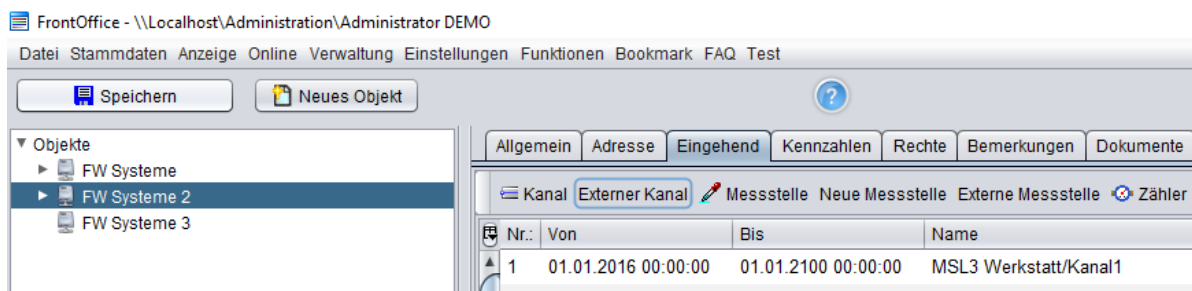 FrontOffice - \\Localhost\Administration\Administrator DEMO
Datei Stammdaten Anzeige Online Verwaltung Einstellungen Funktionen Bookmark FAQ Test
Speichern Neues Objekt ?
Objekte
FW Systeme
FW Systeme 2
FW Systeme 3
Allgemein Adresse Eingehend Kennzahlen Rechte Bemerkungen Dokumente
Kanal Externer Kanal Messstelle Neue Messstelle Externe Messstelle Zähler
Nr.: Von Bis Name
1 01.01.2016 00:00:00 01.01.2100 00:00:00 MSL3 Werkstatt/Kanal1